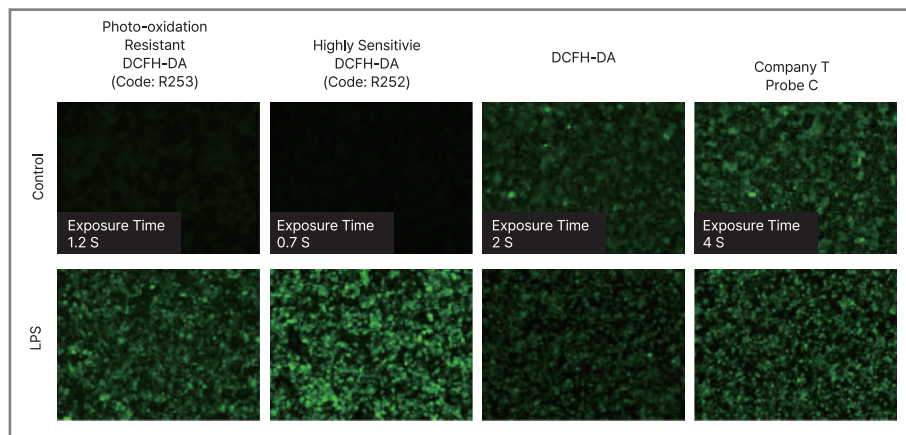 Photo-oxidation
Resistant
DCFH-DA
(Code: R253)
Highly Sensitivie
DCFH-DA
(Code: R252)
DCFH-DA
Company T
Probe C
Control
Exposure Time
1.2 S
Exposure Time
0.7 S
Exposure Time
2 S
Exposure Time
4 S
LPS